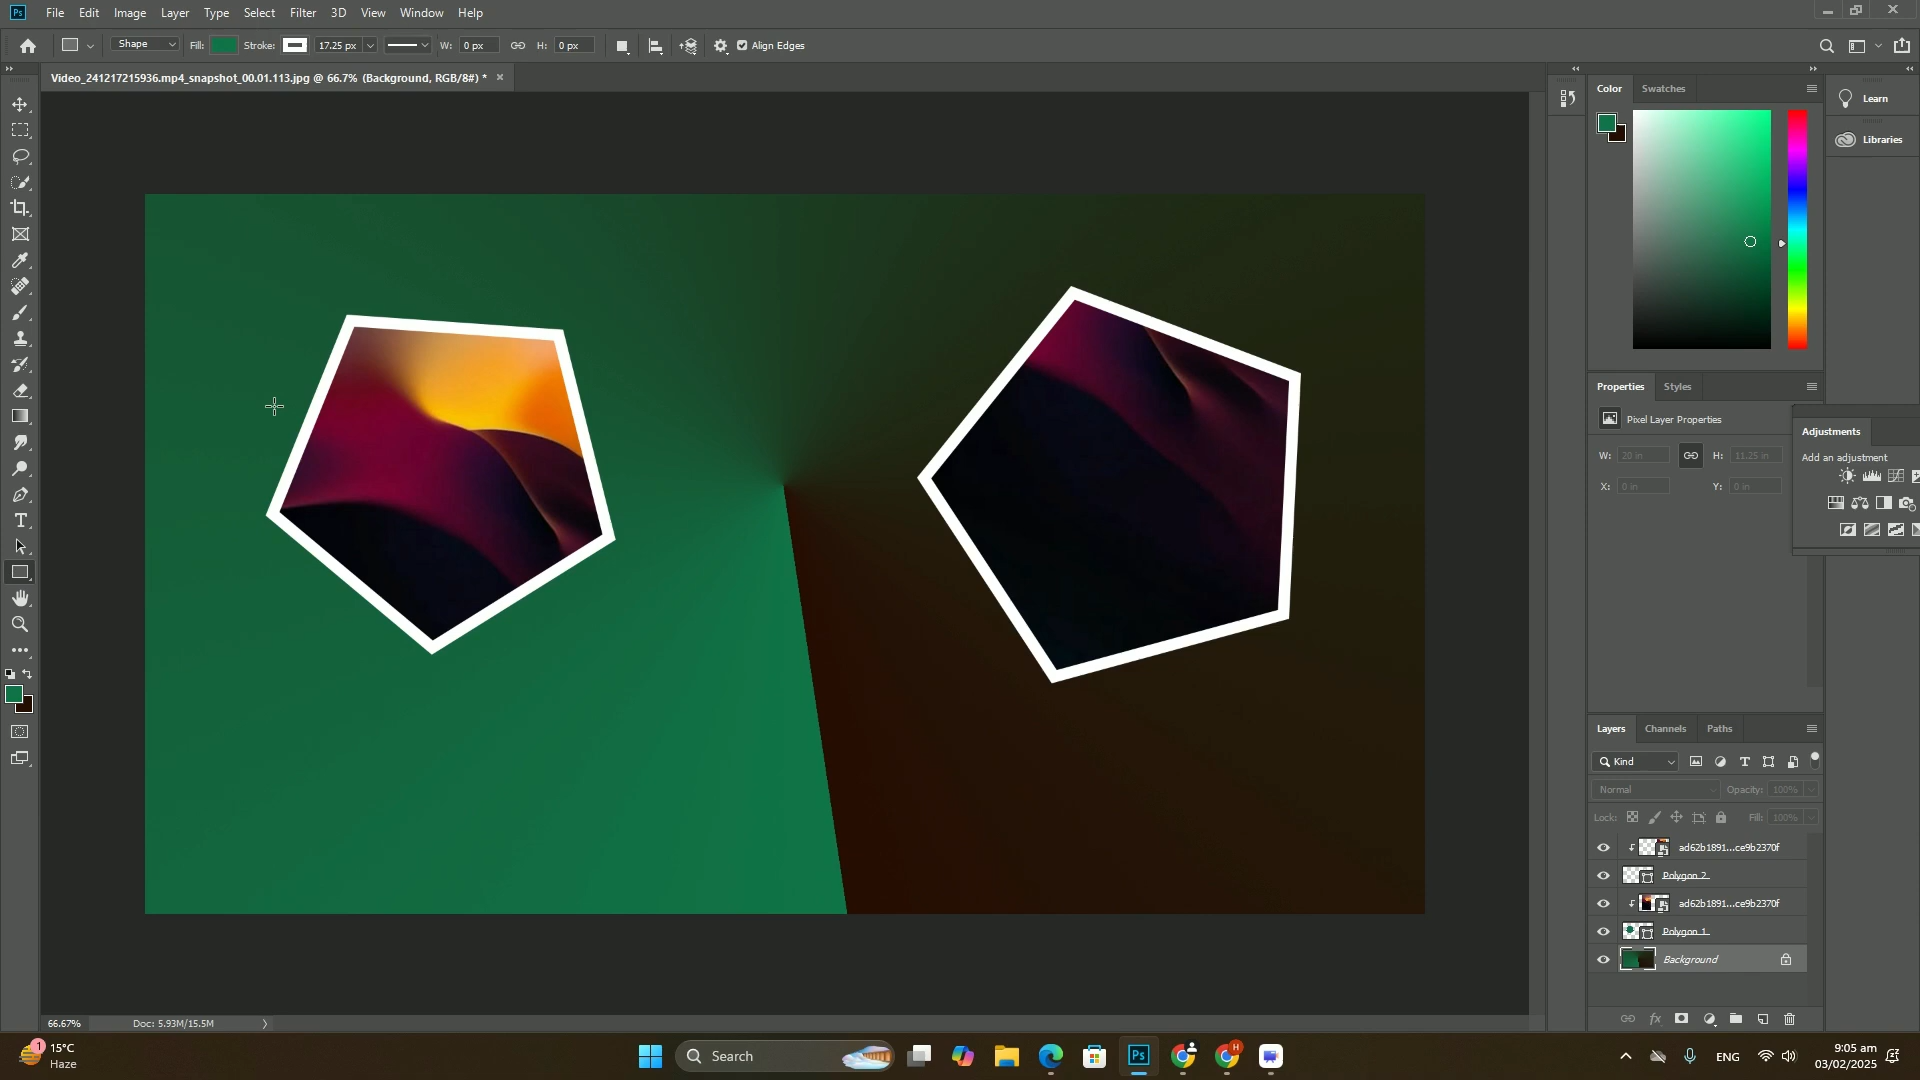 Ps File Edit Image Layer Type Select Filter 3D View Window Help
Shape Fill: Stroke: 17.25 px W: 0 px H: 0 px Align Edges
Video_241217215936.mp4_snapshot_00.01.113.jpg @ 66.7% (Background, RGB/8#) *
Color Swatches
Learn
Libraries
Properties Styles
Pixel Layer Properties
W: 20 in H: 11.25 in
X: 0 in Y: 0 in
Adjustments
Add an adjustment
Layers Channels Paths
Kind
Normal Opacity: 100%
Lock: Fill: 100%
ad62b1891...ce9b2370f
Polygon 2
ad62b1891...ce9b2370f
Polygon 1
Background
66.67% Doc: 5.93M/15.5M
1
15°C
Haze
Search
Ps
H
ENG
9:05 am
03/02/2025